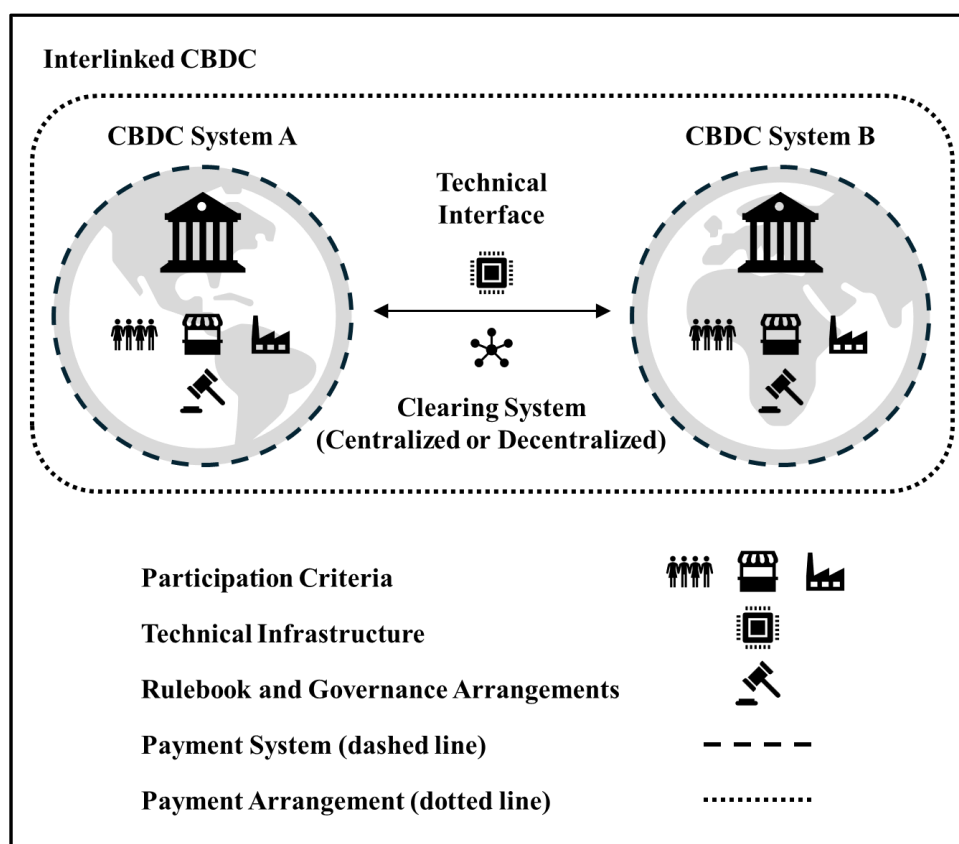 Interlinked CBDC
CBDC System A
CBDC System B
Technical
Interface
Clearing System
(Centralized or Decentralized)
Participation Criteria
Technical Infrastructure
Rulebook and Governance Arrangements
Payment System (dashed line)
Payment Arrangement (dotted line)